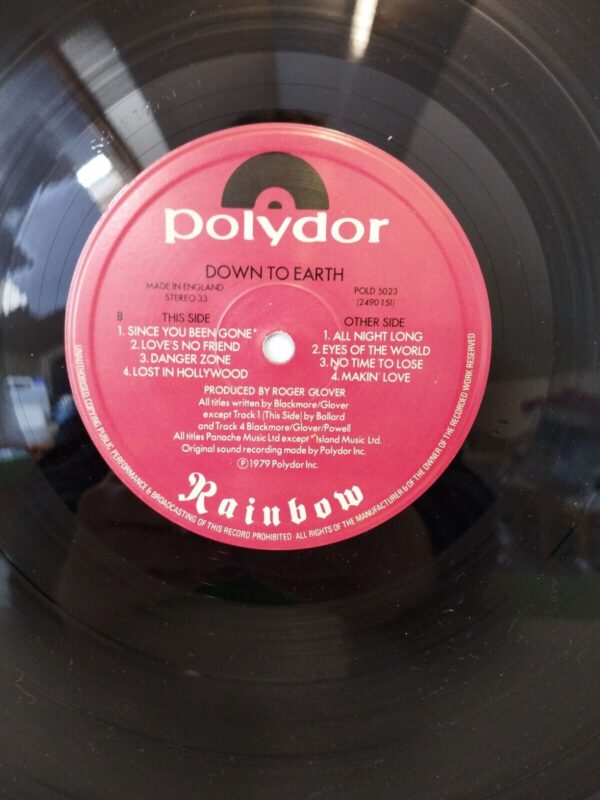 polydor
DOWN TO EARTH
MADE IN ENGLAND
STEREO 33
POLD 5023
(2490 151)
B THIS SIDE
1. SINCE YOU BEEN GONE*
2. LOVE'S NO FRIEND
3. DANGER ZONE
4. LOST IN HOLLYWOOD
OTHER SIDE
1. ALL NIGHT LONG
2. EYES OF THE WORLD
3. NO TIME TO LOSE
4. MAKIN' LOVE
PRODUCED BY ROGER GLOVER
All titles written by Blackmore/Glover
except Track 1 (This Side) by Ballard
and Track 4 Blackmore/Glover/Powell
All titles Panache Music Ltd except *Island Music Ltd.
Original sound recording made by Polydor Inc.
Ⓟ 1979 Polydor Inc.
Rainbow
UNAUTHORISED COPYING PUBLIC PERFORMANCE & BROADCASTING OF THIS RECORD PROHIBITED · ALL RIGHTS OF THE MANUFACTURER & OF THE OWNER OF THE RECORDED WORK RESERVED